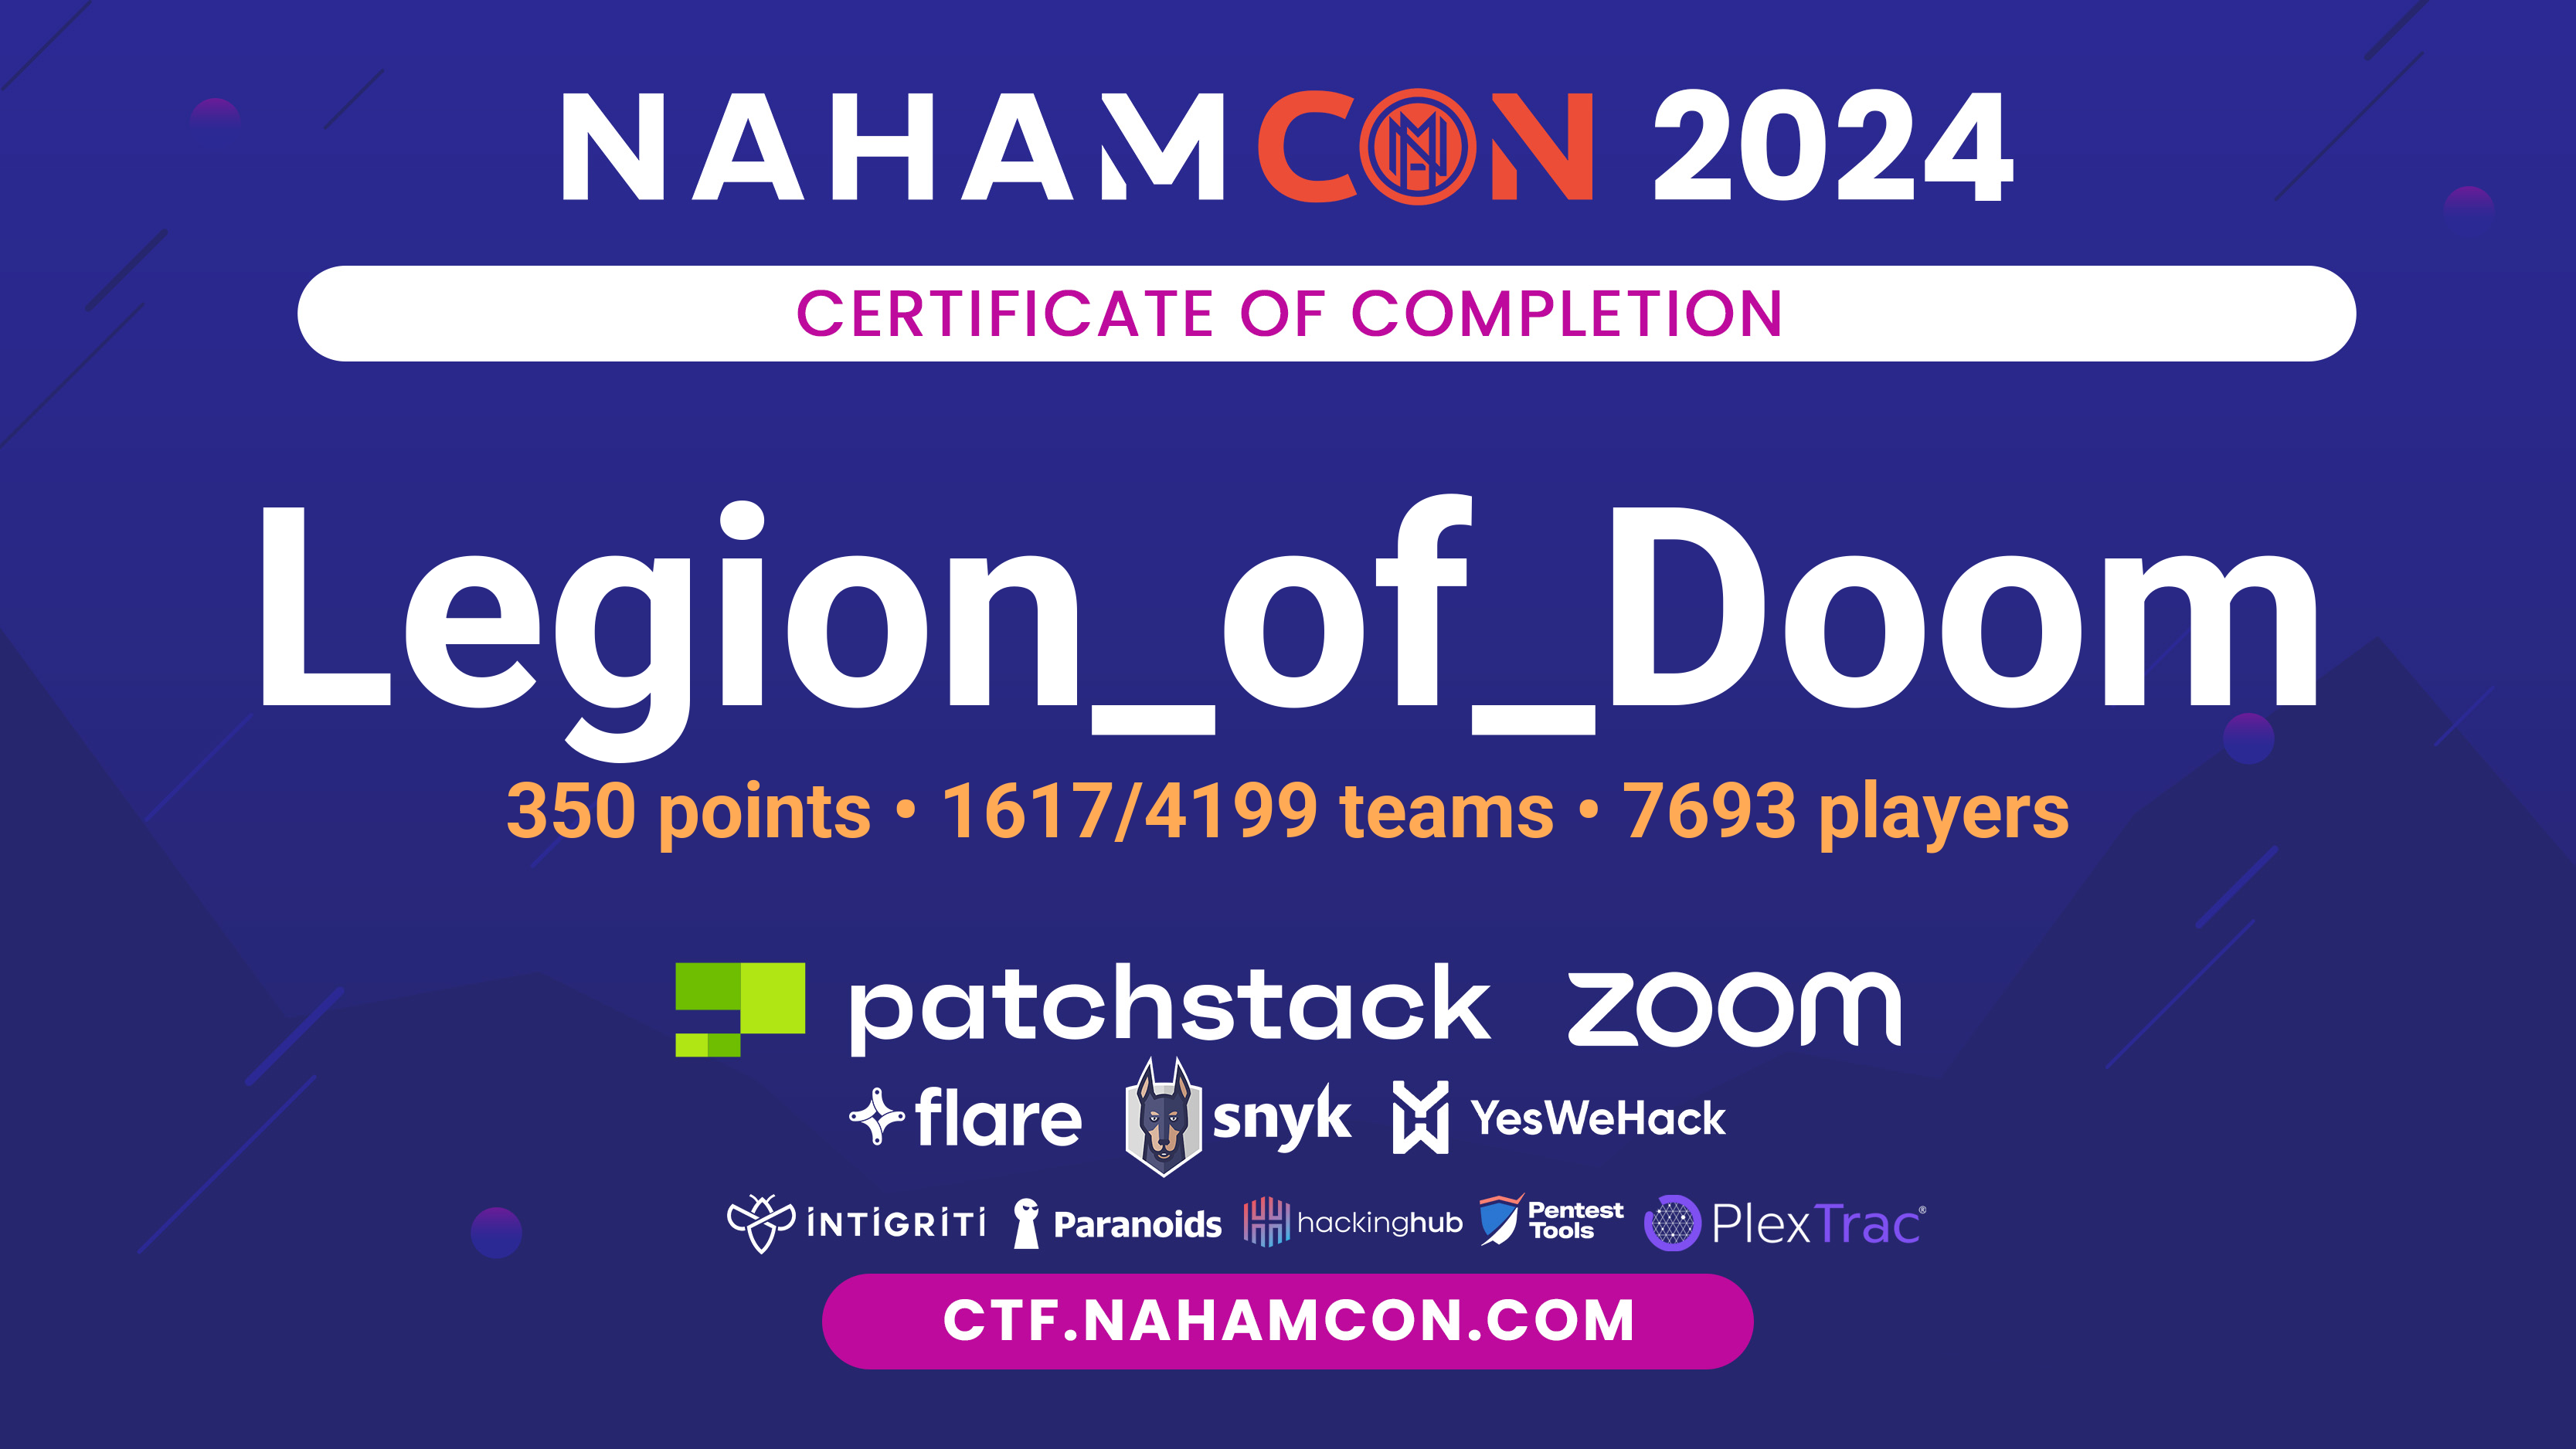 NAHAMCON 2024
CERTIFICATE OF COMPLETION
Legion_of_Doom
350 points • 1617/4199 teams • 7693 players
patchstack zoom
flare snyk YesWeHack
INTIGRITI Paranoids hackinghub Pentest Tools PlexTrac®
CTF.NAHAMCON.COM